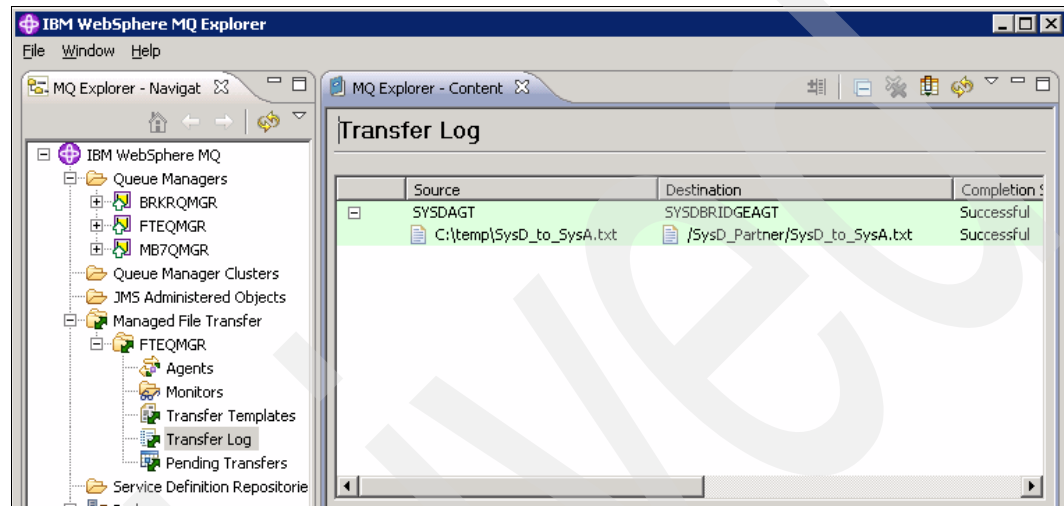 IBM WebSphere MQ Explorer
File Window Help
MQ Explorer - Navigat
IBM WebSphere MQ
Queue Managers
BRKRQMGR
FTEQMGR
MB7QMGR
Queue Manager Clusters
JMS Administered Objects
Managed File Transfer
FTEQMGR
Agents
Monitors
Transfer Templates
Transfer Log
Pending Transfers
Service Definition Repositorie
MQ Explorer - Content
Transfer Log
Source Destination Completion S
SYSDAGT SYSDBRIDGEAGT Successful
C:\temp\SysD_to_SysA.txt /SysD_Partner/SysD_to_SysA.txt Successful